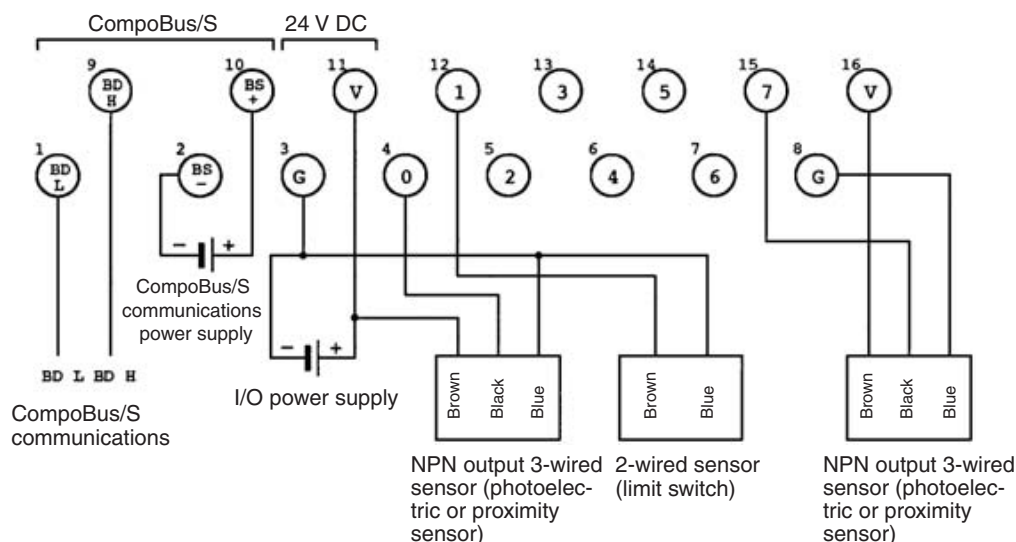 CompoBus/S 24 V DC
9 10 11 12 13 14 15 16
BD H BS + V 1 3 5 7 V
1 2 3 4 5 6 7 8
BD L BS − G 0 2 4 6 G
− +
CompoBus/S
communications
power supply
− +
I/O power supply
BD L BD H
CompoBus/S
communications
Brown Black Blue
Brown Blue
Brown Black Blue
NPN output 3-wired
sensor (photoelec-
tric or proximity
sensor)
2-wired sensor
(limit switch)
NPN output 3-wired
sensor (photoelec-
tric or proximity
sensor)